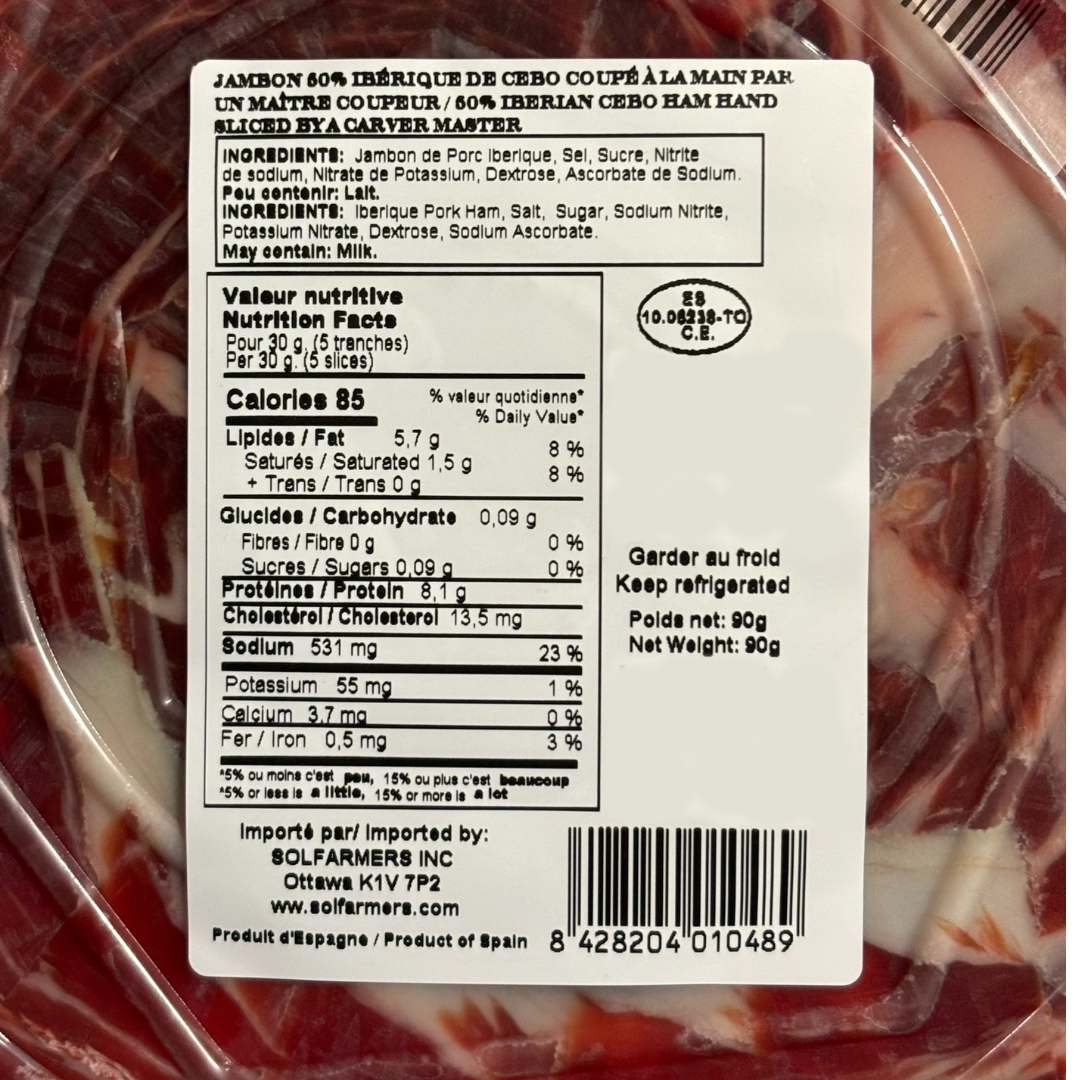 JAMBON 50% IBÉRIQUE DE CEBO COUPÉ À LA MAIN PAR
UN MAÎTRE COUPEUR / 50% IBERIAN CEBO HAM HAND
SLICED BY A CARVER MASTER
INGREDIENTS: Jambon de Porc Iberique, Sel, Sucre, Nitrite
de sodium, Nitrate de Potassium, Dextrose, Ascorbate de Sodium.
Peu contenir: Lait.
INGREDIENTS: Iberique Pork Ham, Salt, Sugar, Sodium Nitrite,
Potassium Nitrate, Dextrose, Sodium Ascorbate.
May contain: Milk.
Valeur nutritive
Nutrition Facts
Pour 30 g. (5 tranches)
Per 30 g. (5 slices)
Calories 85
% valeur quotidienne*
% Daily Value*
Lipides / Fat 5,7 g 8 %
Saturés / Saturated 1,5 g
+ Trans / Trans 0 g 8 %
Glucides / Carbohydrate 0,09 g
Fibres / Fibre 0 g 0 %
Sucres / Sugars 0,09 g 0 %
Protéines / Protein 8,1 g
Cholestérol / Cholesterol 13,5 mg
Sodium 531 mg 23 %
Potassium 55 mg 1 %
Calcium 3,7 mg 0 %
Fer / Iron 0,5 mg 3 %
*5% ou moins c'est peu, 15% ou plus c'est beaucoup
*5% or less is a little, 15% or more is a lot
ES
10.06238-TO
C.E.
Garder au froid
Keep refrigerated
Poids net: 90g
Net Weight: 90g
Importé par/ Imported by:
SOLFARMERS INC
Ottawa K1V 7P2
ww.solfarmers.com
Produit d'Espagne / Product of Spain
8 428204 010489